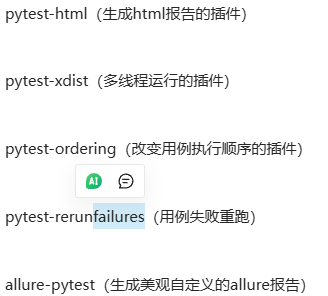 pytest-html（生成html报告的插件）
pytest-xdist（多线程运行的插件）
pytest-ordering（改变用例执行顺序的插件）
AI
pytest-rerunfailures（用例失败重跑）
allure-pytest（生成美观自定义的allure报告）